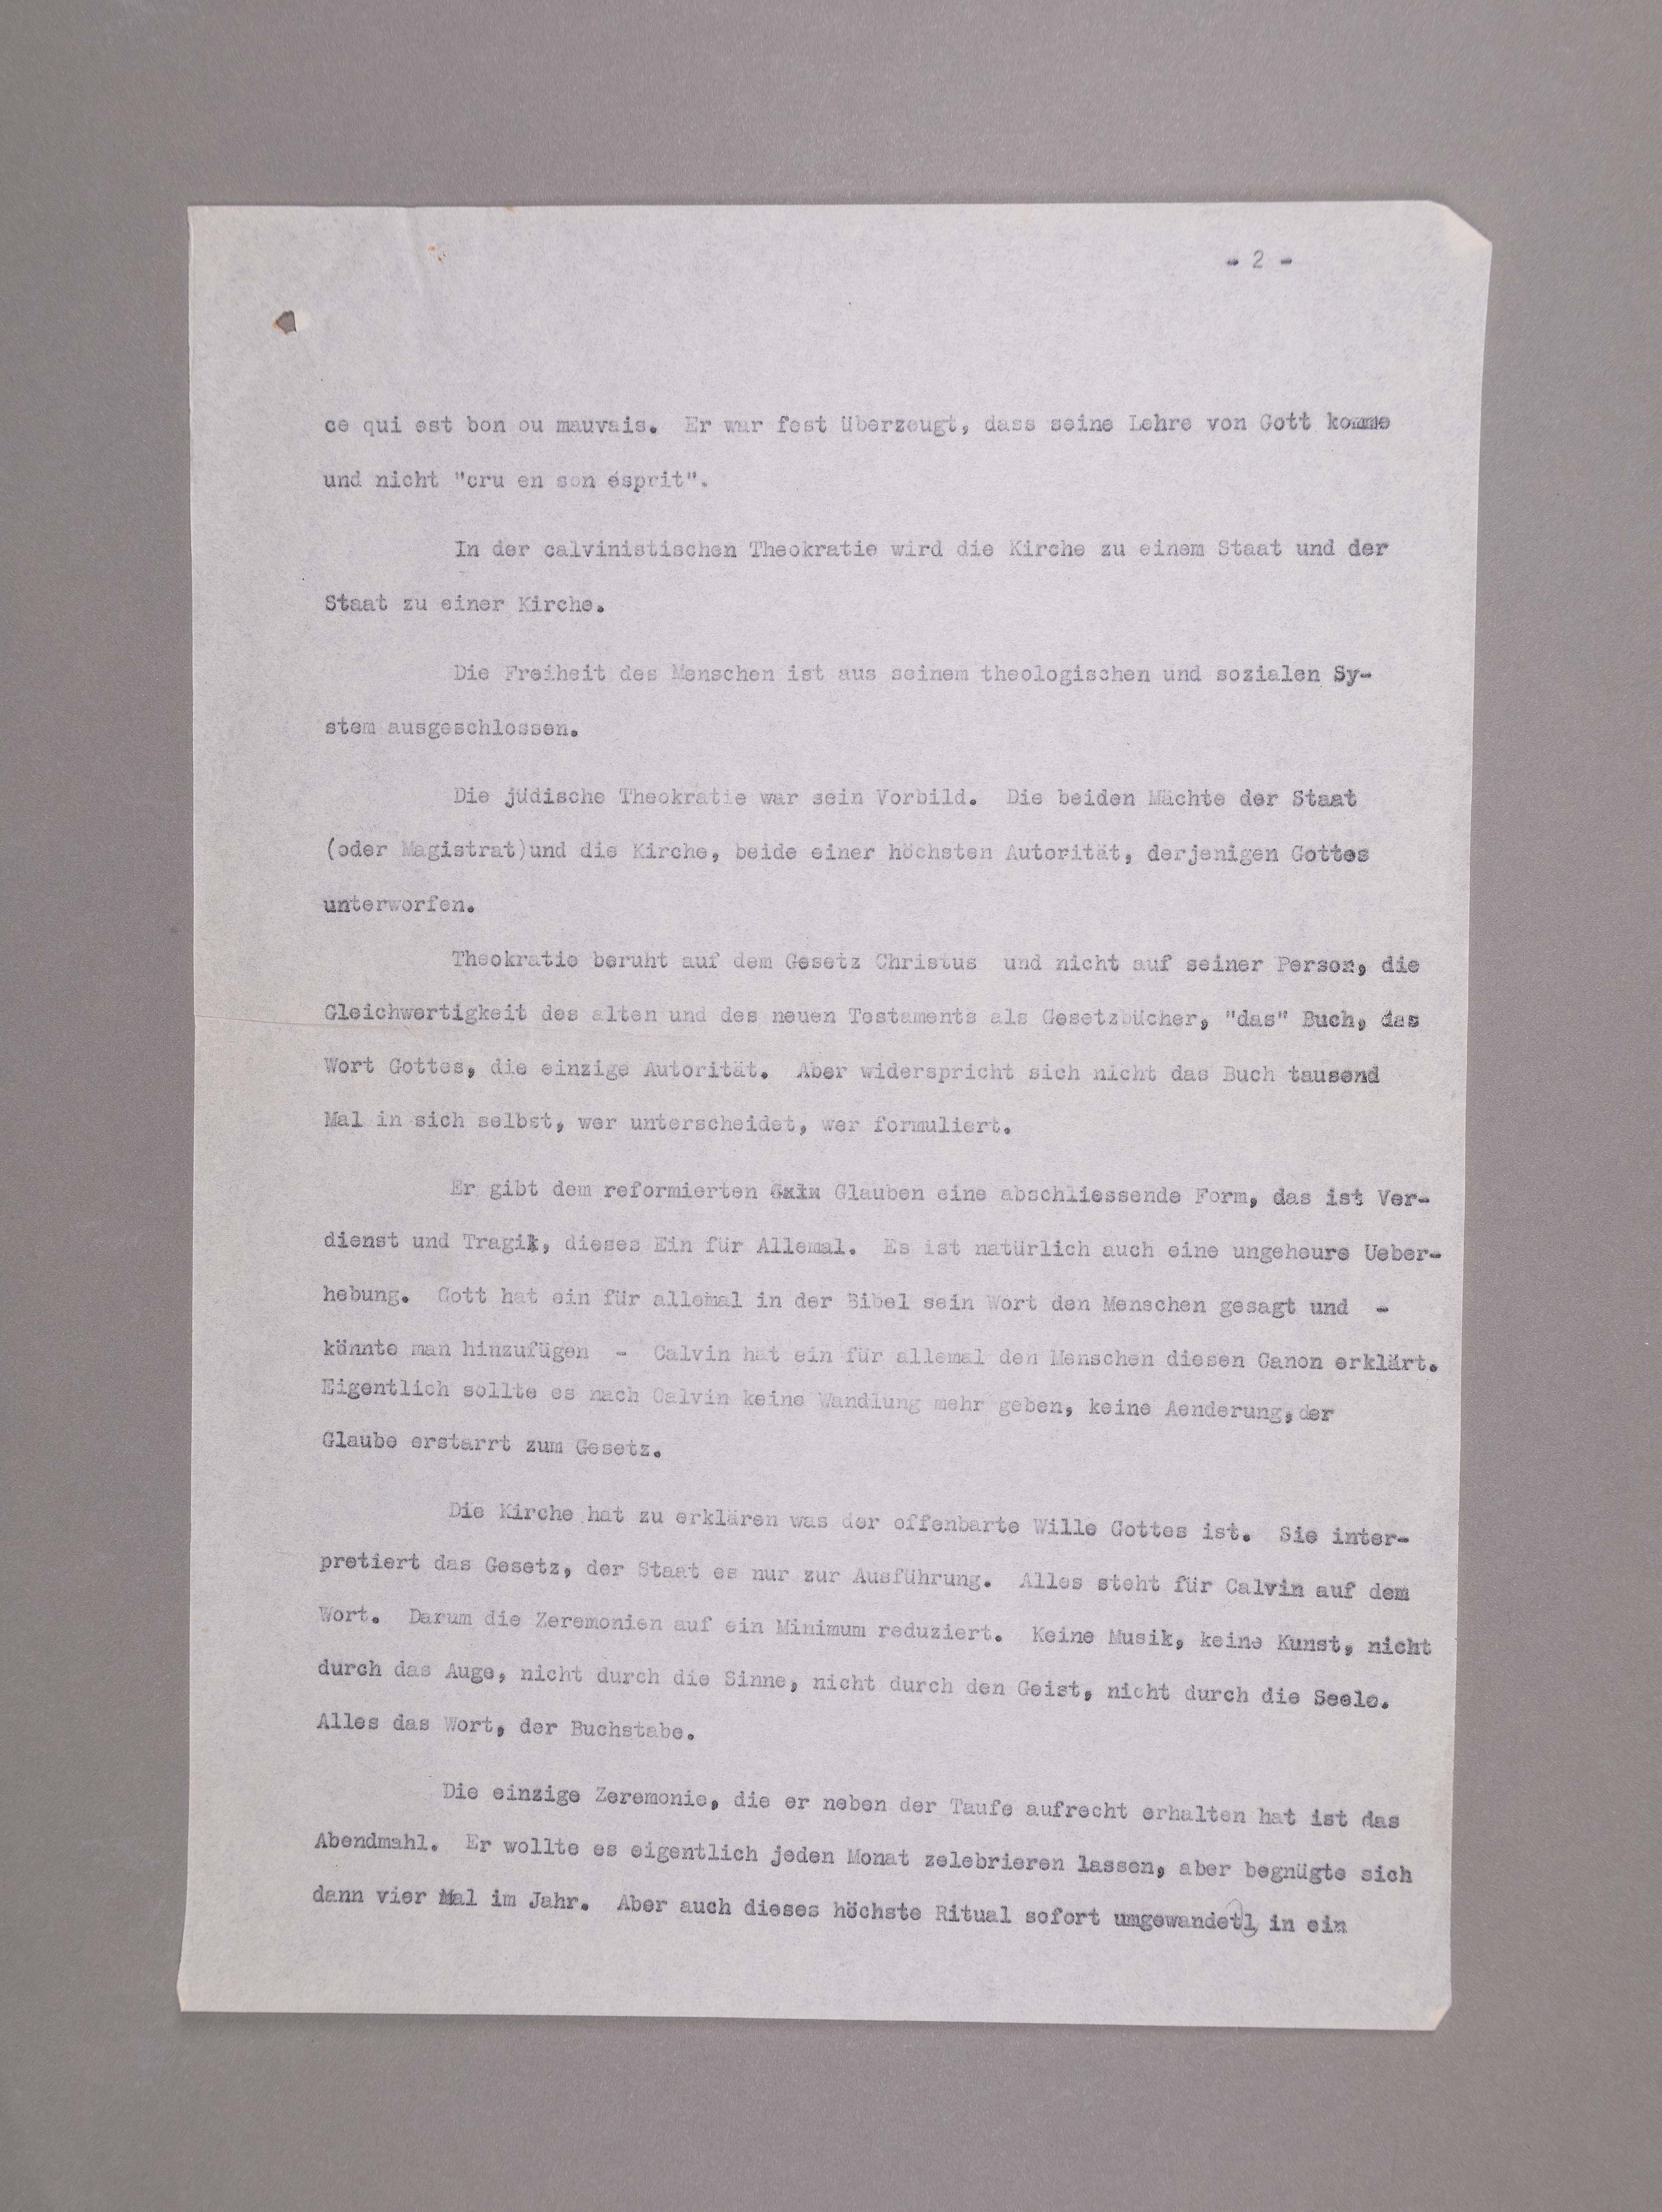 - 2 -
ce qui est bon ou mauvais. Er war fest überzeugt, dass seine Lehre von Gott komme
und nicht "cru en son ésprit".
In der calvinistischen Theokratie wird die Kirche zu einem Staat und der
Staat zu einer Kirche.
Die Freiheit des Menschen ist aus seinem theologischen und sozialen Sy-
stem ausgeschlossen.
Die jüdische Theokratie war sein Vorbild. Die beiden Mächte der Staat
(oder Magistrat)und die Kirche, beide einer höchsten Autorität, derjenigen Gottes
unterworfen.
Theokratie beruht auf dem Gesetz Christus und nicht auf seiner Person, die
Gleichwertigkeit des alten und des neuen Testaments als Gesetzbücher, "das" Buch, das
Wort Gottes, die einzige Autorität. Aber widerspricht sich nicht das Buch tausend
Mal in sich selbst, wer unterscheidet, wer formuliert.
Er gibt dem reformierten Glauben eine abschliessende Form, das ist Ver-
dienst und Tragik, dieses Ein für Allemal. Es ist natürlich auch eine ungeheure Ueber-
hebung. Gott hat ein für allemal in der Bibel sein Wort den Menschen gesagt und -
könnte man hinzufügen - Calvin hat ein für allemal den Menschen diesen Canon erklärt.
Eigentlich sollte es nach Calvin keine Wandlung mehr geben, keine Aenderung, der
Glaube erstarrt zum Gesetz.
Die Kirche hat zu erklären was der offenbarte Wille Gottes ist. Sie inter-
pretiert das Gesetz, der Staat es nur zur Ausführung. Alles steht für Calvin auf dem
Wort. Darum die Zeremonien auf ein Minimum reduziert. Keine Musik, keine Kunst, nicht
durch das Auge, nicht durch die Sinne, nicht durch den Geist, nicht durch die Seele.
Alles das Wort, der Buchstabe.
Die einzige Zeremonie, die er neben der Taufe aufrecht erhalten hat ist das
Abendmahl. Er wollte es eigentlich jeden Monat zelebrieren lassen, aber begnügte sich
dann vier Mal im Jahr. Aber auch dieses höchste Ritual sofort umgewandetl in ein